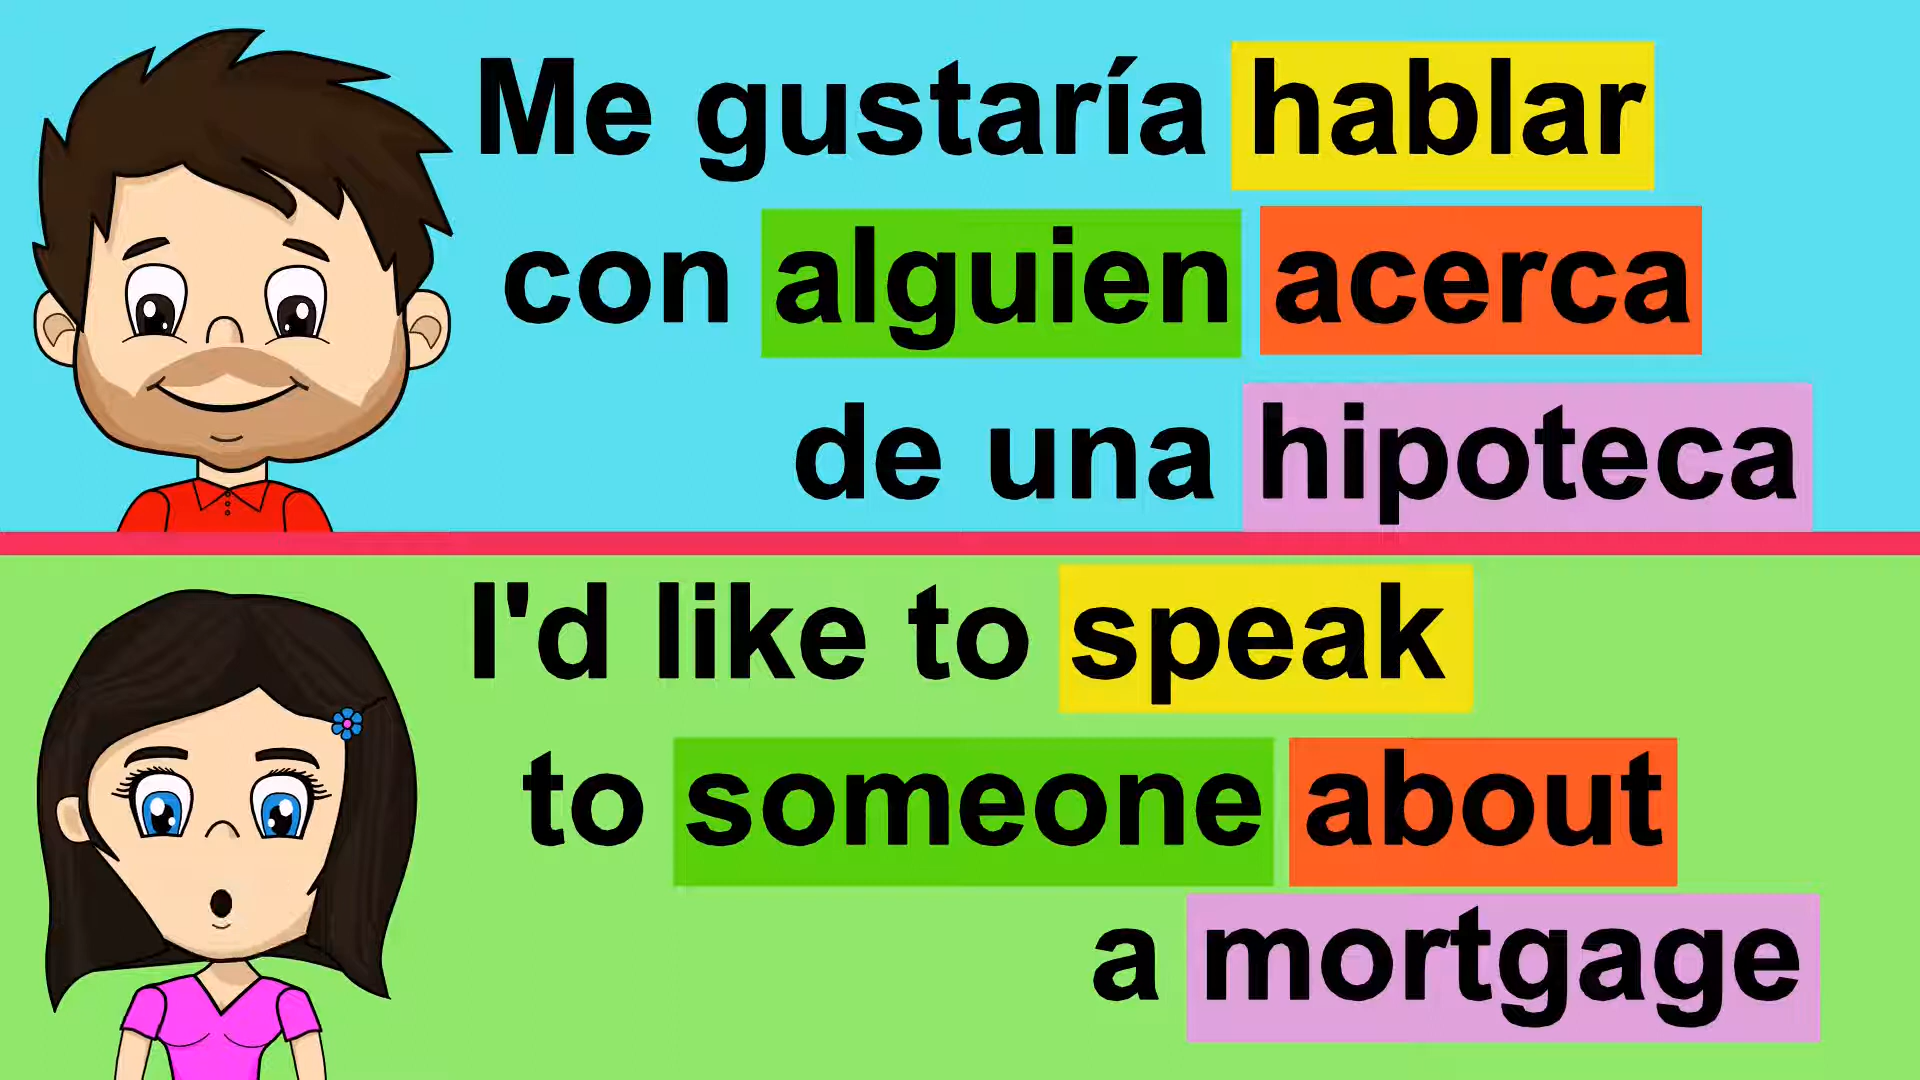 Me gustaría hablar
con alguien acerca
de una hipoteca
I'd like to speak
to someone about
a mortgage